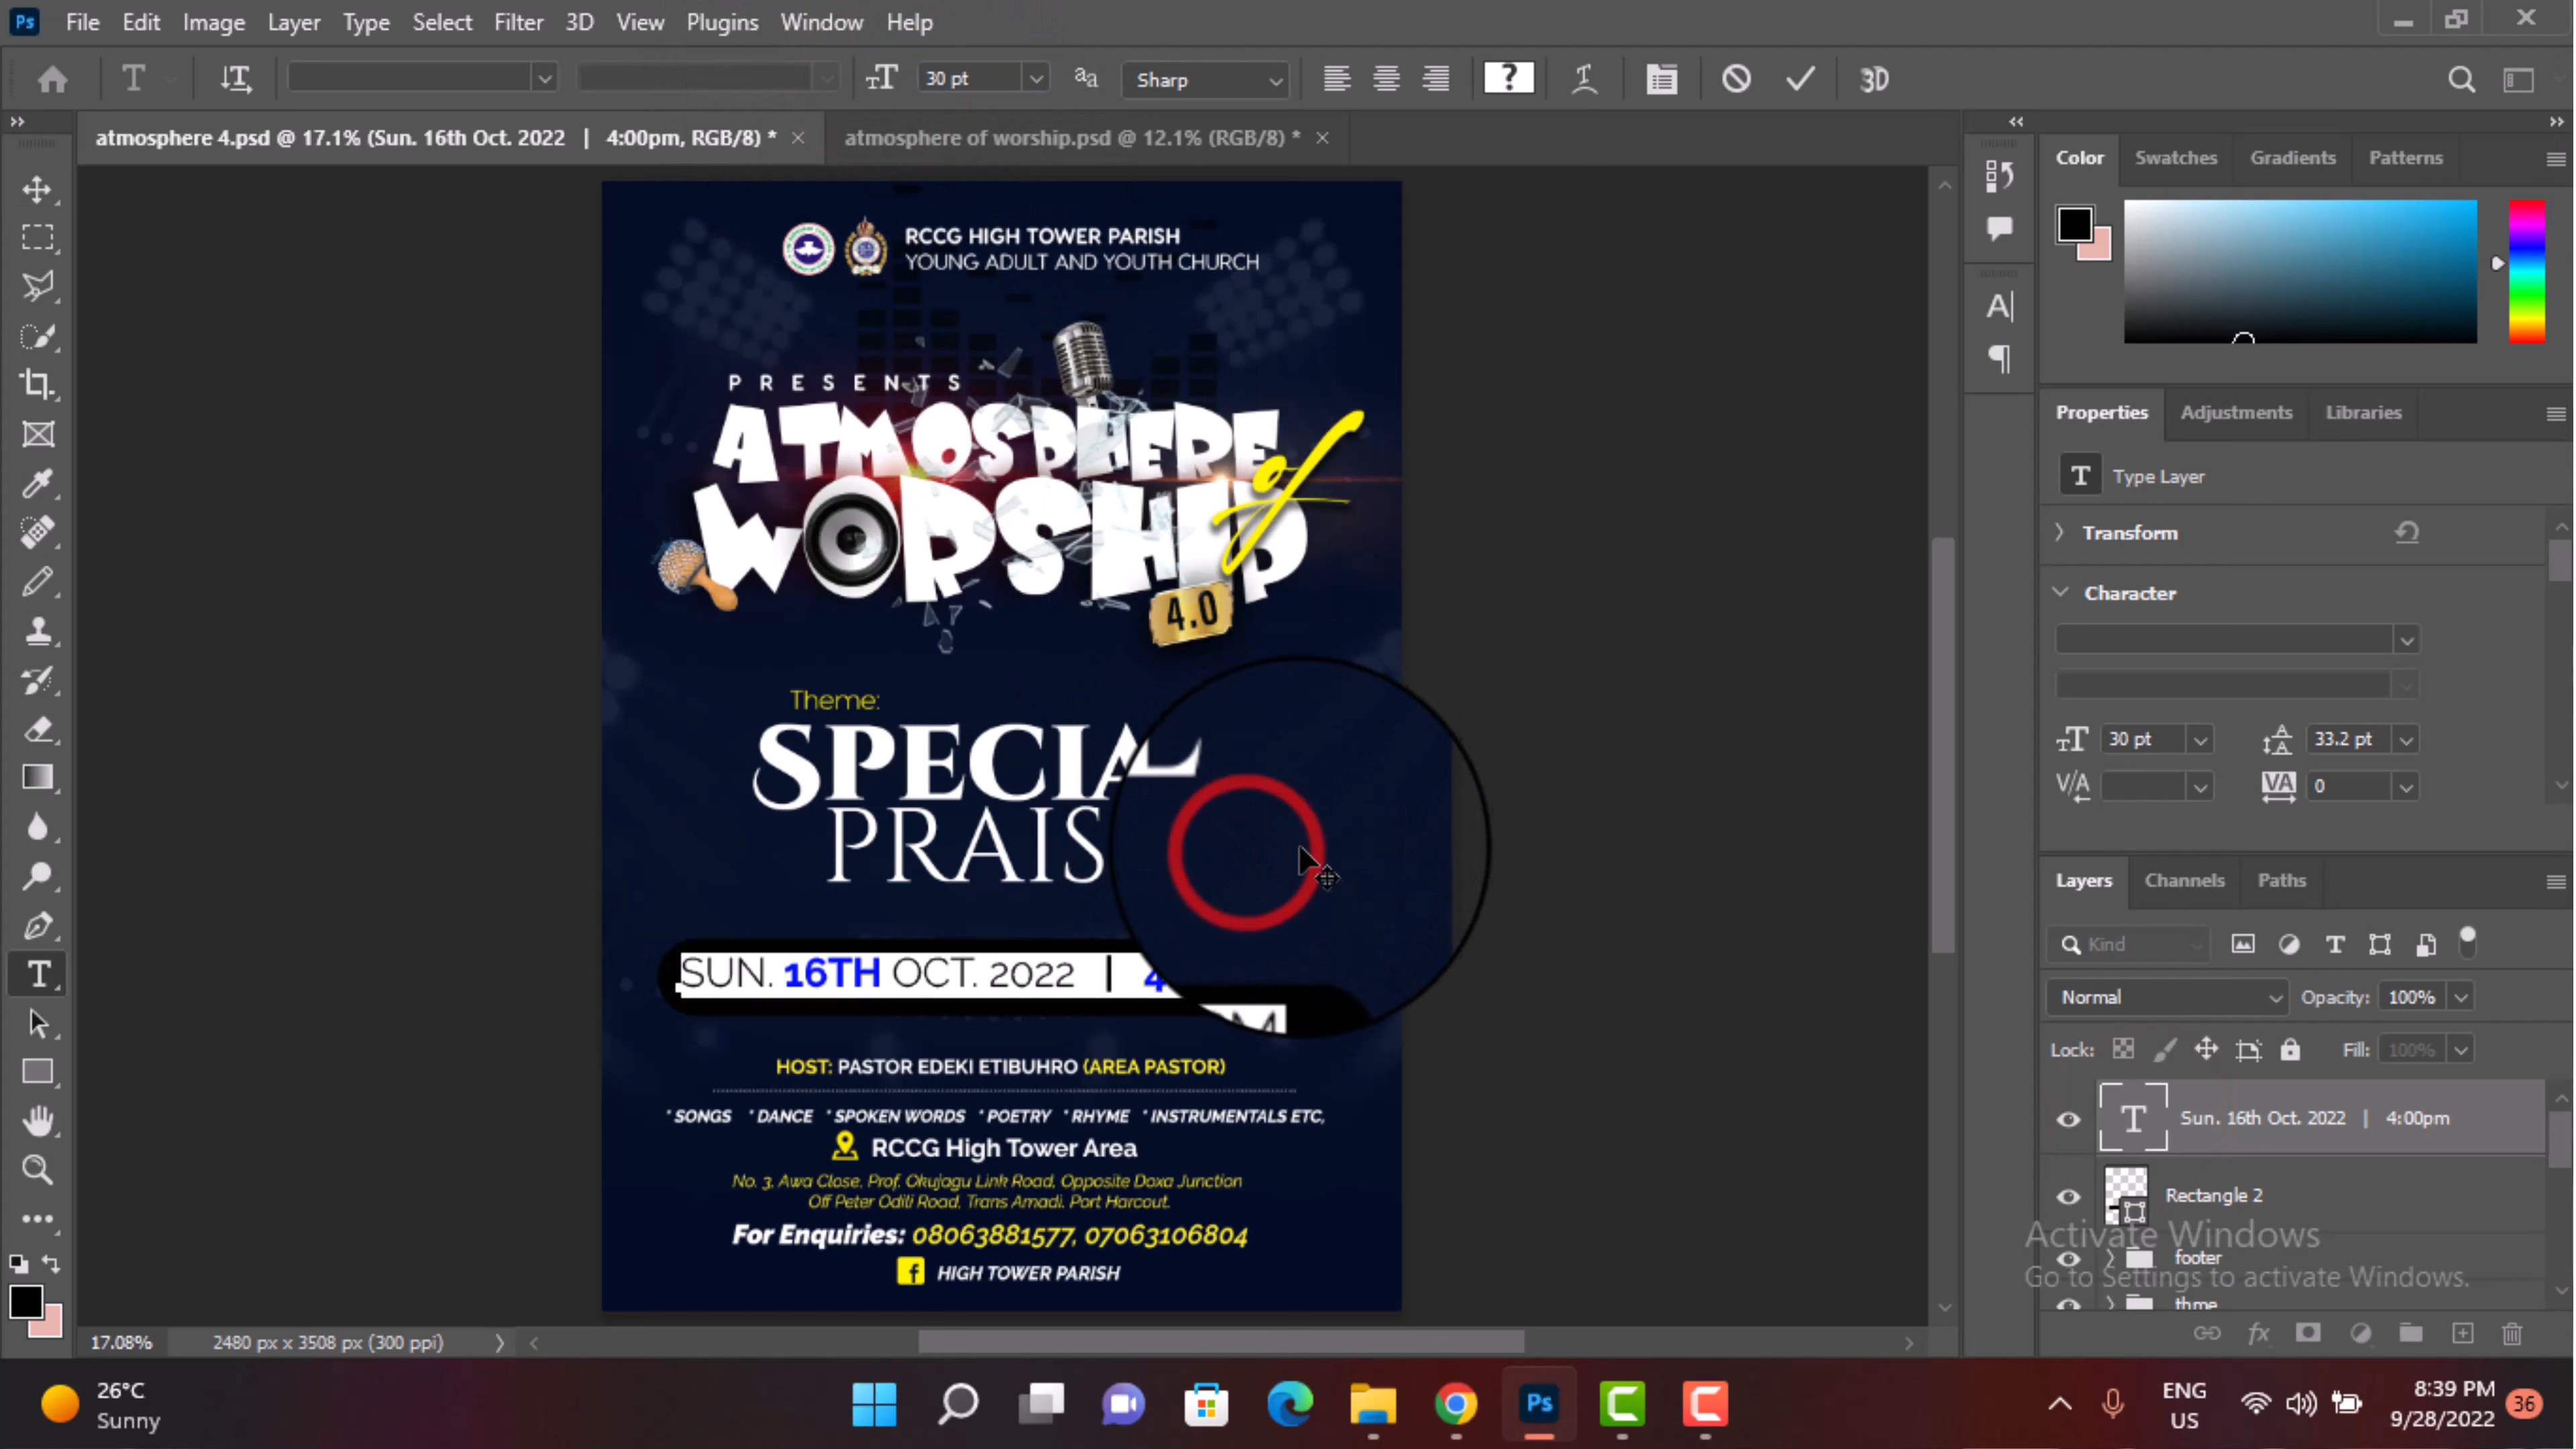 Ps File Edit Image Layer Type Select Filter 3D View Plugins Window Help
30 pt Sharp 3D
atmosphere 4.psd @ 17.1% (Sun. 16th Oct. 2022 | 4:00pm, RGB/8) * atmosphere of worship.psd @ 12.1% (RGB/8) *
RCCG HIGH TOWER PARISH
YOUNG ADULT AND YOUTH CHURCH
PRESENTS
ATMOSPHERE
of
WORSHIP
4.0
Theme:
SPECIAL
PRAIS
SUN. 16TH OCT. 2022 | 4
HOST: PASTOR EDEKI ETIBUHRO (AREA PASTOR)
* SONGS * DANCE * SPOKEN WORDS * POETRY * RHYME * INSTRUMENTALS ETC,
RCCG High Tower Area
No. 3, Awa Close, Prof. Okujagu Link Road, Opposite Doxa Junction
Off Peter Odili Road, Trans Amadi. Port Harcout.
For Enquiries: 08063881577, 07063106804
HIGH TOWER PARISH
Color Swatches Gradients Patterns
Properties Adjustments Libraries
Type Layer
Transform
Character
30 pt 33.2 pt
0
Layers Channels Paths
Kind
Normal Opacity: 100%
Lock: Fill: 100%
Sun. 16th Oct. 2022 | 4:00pm
Rectangle 2
Activate Windows
footer
Go to Settings to activate Windows.
thme
17.08% 2480 px x 3508 px (300 ppi)
26°C
Sunny
Ps
ENG
US
8:39 PM
9/28/2022
36